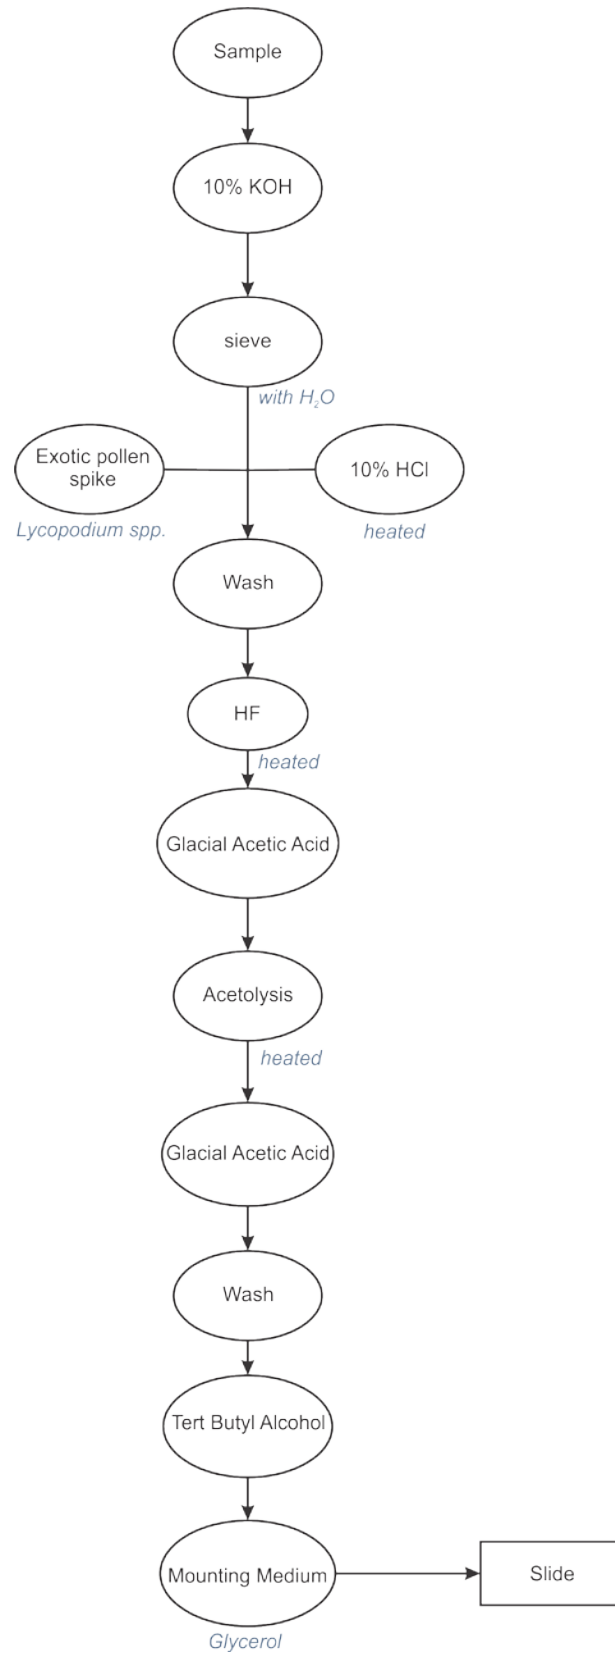 Sample
10% KOH
sieve
with H₂O
Exotic pollen
spike
10% HCl
Lycopodium spp.
heated
Wash
HF
heated
Glacial Acetic Acid
Acetolysis
heated
Glacial Acetic Acid
Wash
Tert Butyl Alcohol
Mounting Medium
Slide
Glycerol